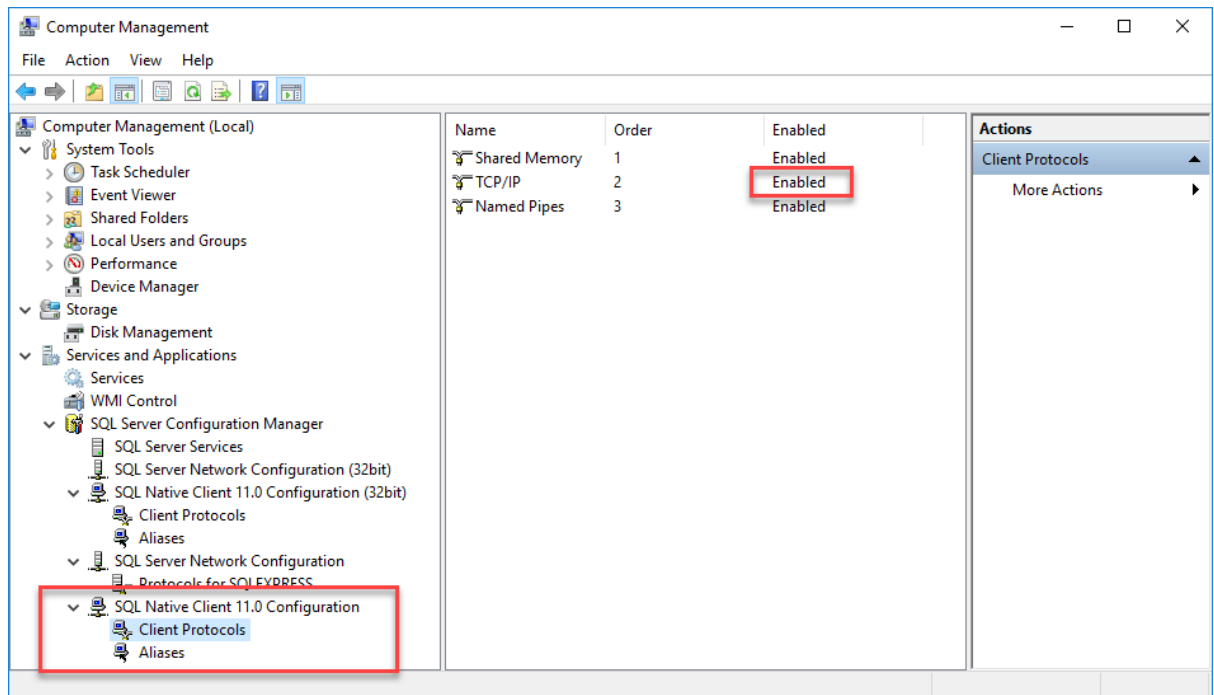 Computer Management
File Action View Help
Computer Management (Local)
System Tools
Task Scheduler
Event Viewer
Shared Folders
Local Users and Groups
Performance
Device Manager
Storage
Disk Management
Services and Applications
Services
WMI Control
SQL Server Configuration Manager
SQL Server Services
SQL Server Network Configuration (32bit)
SQL Native Client 11.0 Configuration (32bit)
Client Protocols
Aliases
SQL Server Network Configuration
Protocols for SQLEXPRESS
SQL Native Client 11.0 Configuration
Client Protocols
Aliases
Name Order Enabled
Shared Memory 1 Enabled
TCP/IP 2 Enabled
Named Pipes 3 Enabled
Actions
Client Protocols
More Actions